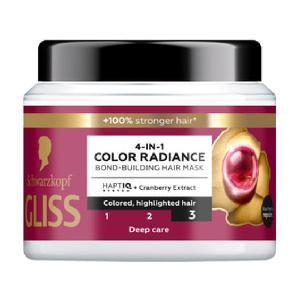 +100% stronger hair*
4-IN-1
COLOR RADIANCE
BOND-BUILDING HAIR MASK
HAPTIQ
SYSTEM
+ Cranberry Extract
Colored, highlighted hair
1 2 3
Deep care
Schwarzkopf
GLISS